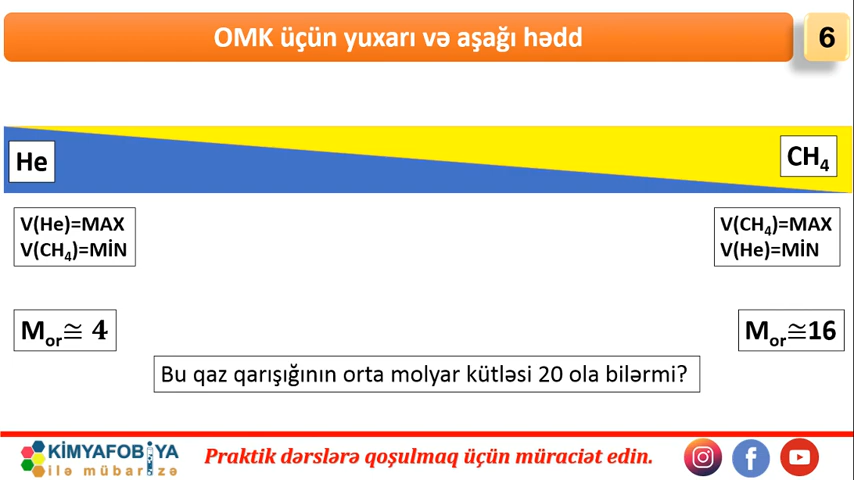 OMK üçün yuxarı və aşağı hədd
6
He
CH₄
V(He)=MAX
V(CH₄)=MİN
V(CH₄)=MAX
V(He)=MİN
Mor≅ 4
Mor≅16
Bu qaz qarışığının orta molyar kütləsi 20 ola bilərmi?
KİMYAFOBİYA
ilə mübarizə
Praktik dərslərə qoşulmaq üçün müraciət edin.